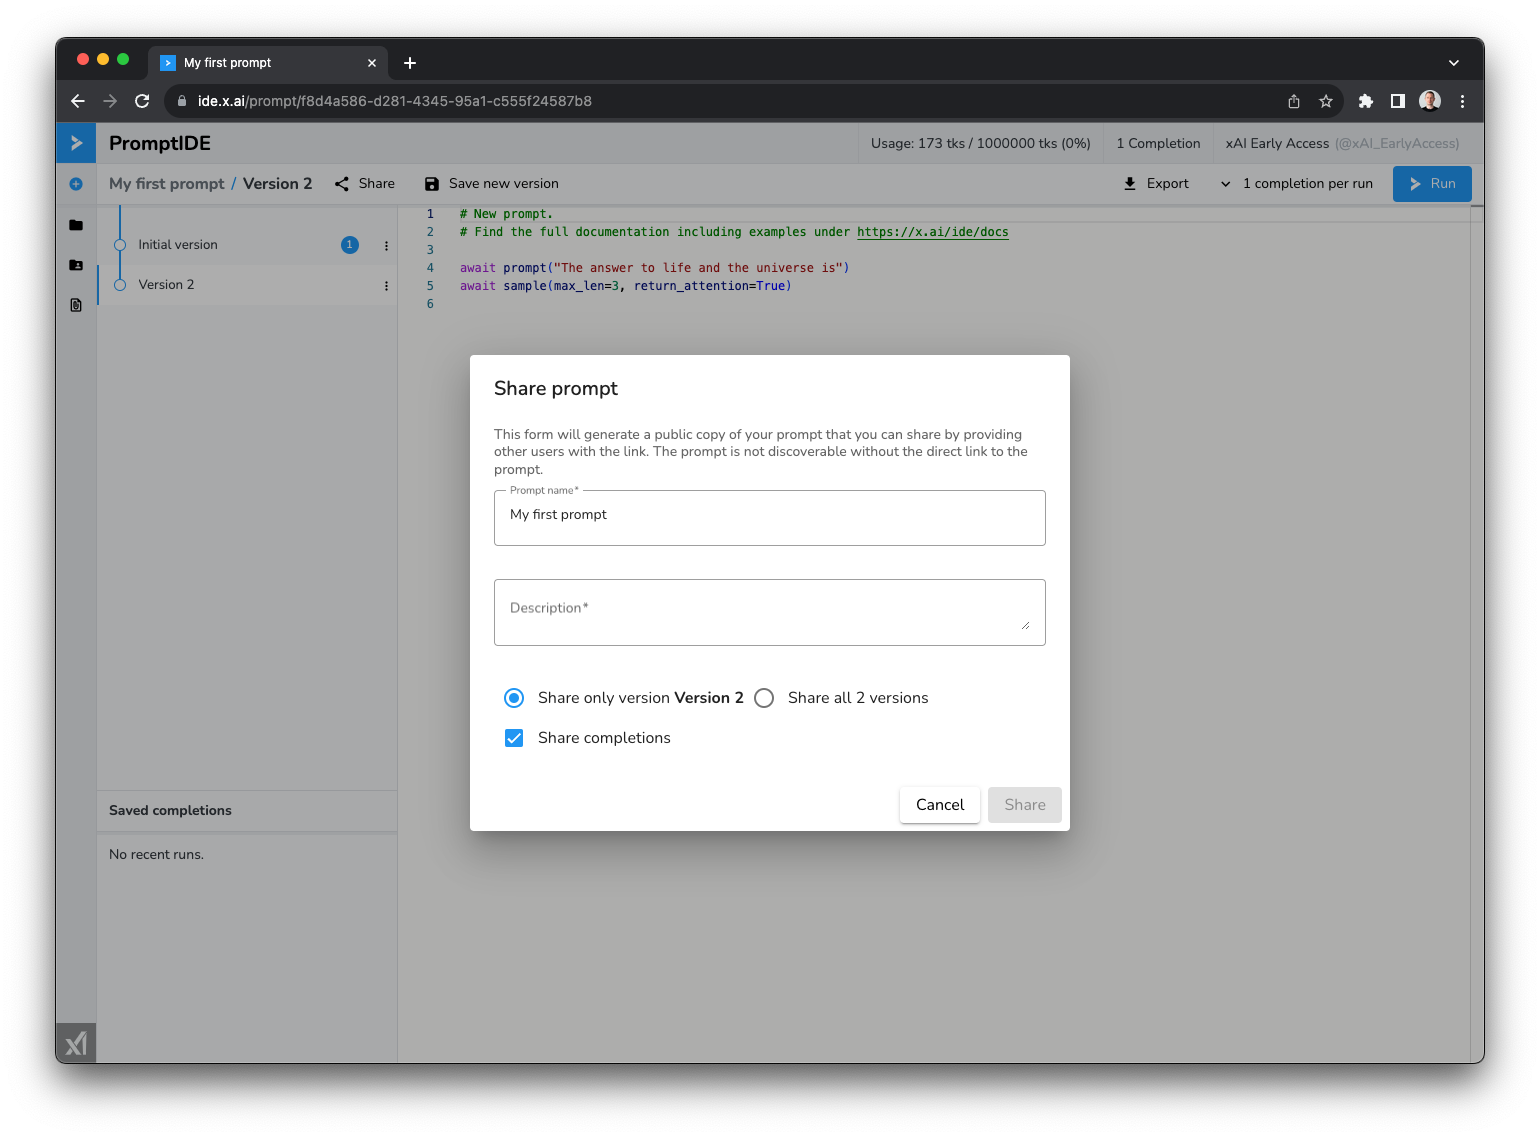 My first prompt
ide.x.ai/prompt/f8d4a586-d281-4345-95a1-c555f24587b8
PromptIDE
Usage: 173 tks / 1000000 tks (0%)
1 Completion
xAI Early Access (@xAI_EarlyAccess)
My first prompt / Version 2
Share
Save new version
Export
1 completion per run
Run
Initial version
1
Version 2
1 # New prompt.
2 # Find the full documentation including examples under https://x.ai/ide/docs
3
4 await prompt("The answer to life and the universe is")
5 await sample(max_len=3, return_attention=True)
6
Share prompt
This form will generate a public copy of your prompt that you can share by providing
other users with the link. The prompt is not discoverable without the direct link to the
prompt.
Prompt name*
My first prompt
Description*
Share only version Version 2
Share all 2 versions
Share completions
Cancel
Share
Saved completions
No recent runs.
xI